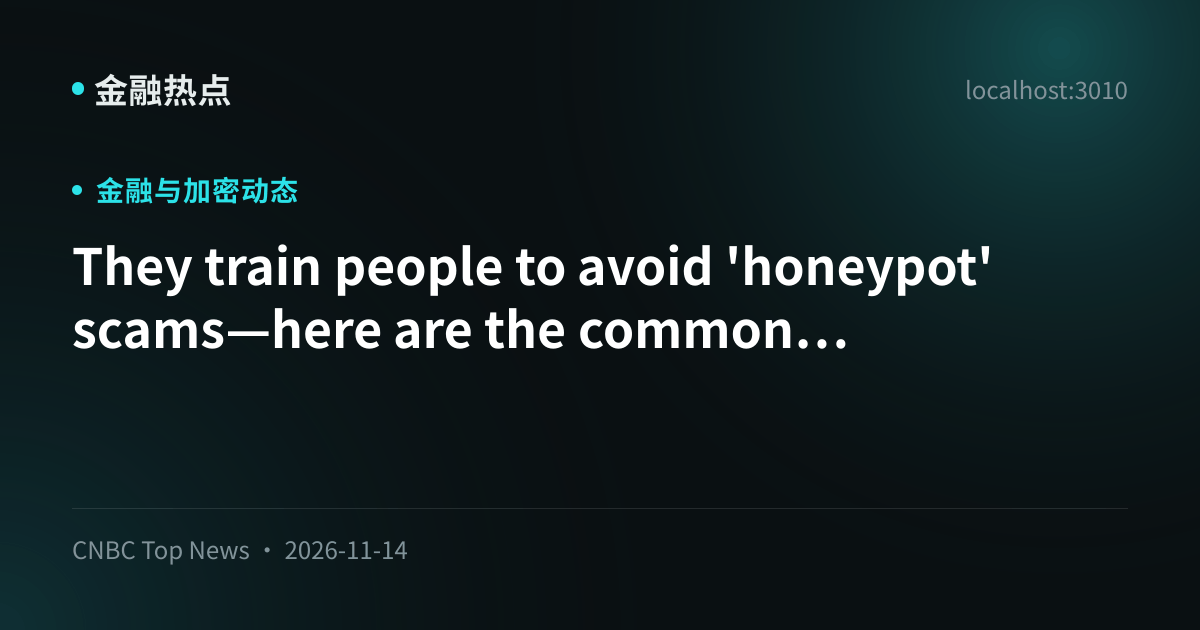 金融热点
localhost:3010
金融与加密动态
They train people to avoid 'honeypot'
scams—here are the common…
CNBC Top News · 2026-11-14